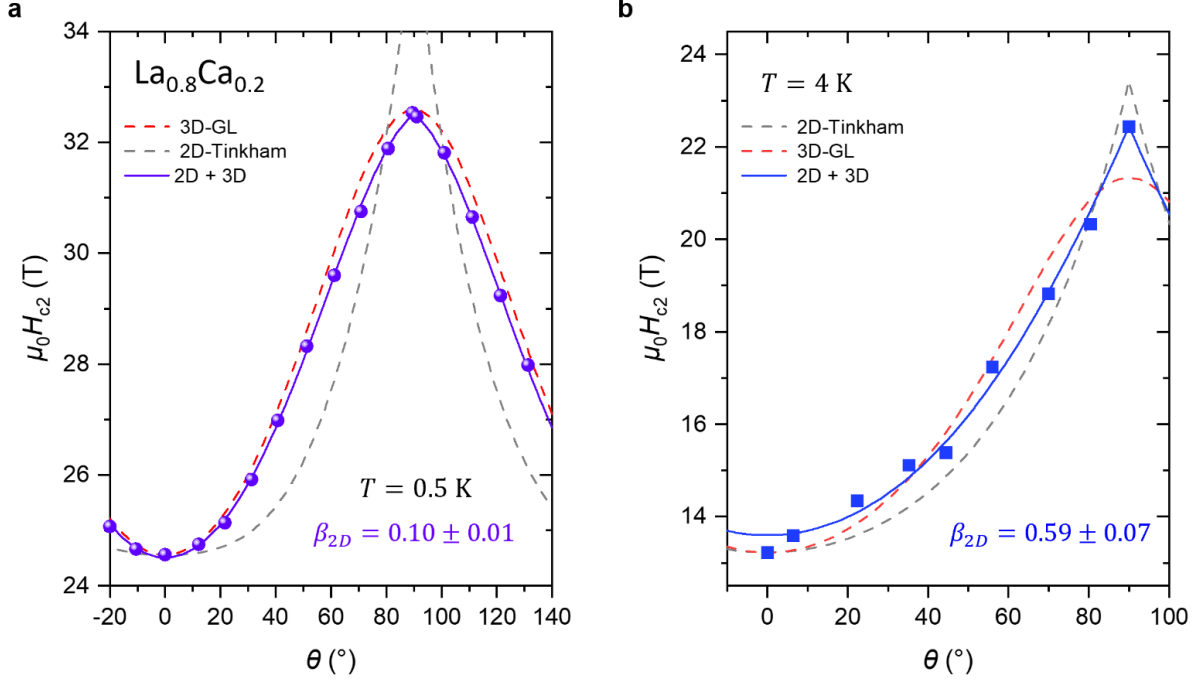 a
La0.8Ca0.2
3D-GL
2D-Tinkham
2D + 3D
T = 0.5 K
β2D = 0.10 ± 0.01
34
32
30
28
26
24
μ0Hc2 (T)
-20 0 20 40 60 80 100 120 140
θ (°)
b
T = 4 K
2D-Tinkham
3D-GL
2D + 3D
β2D = 0.59 ± 0.07
24
22
20
18
16
14
μ0Hc2 (T)
0 20 40 60 80 100
θ (°)